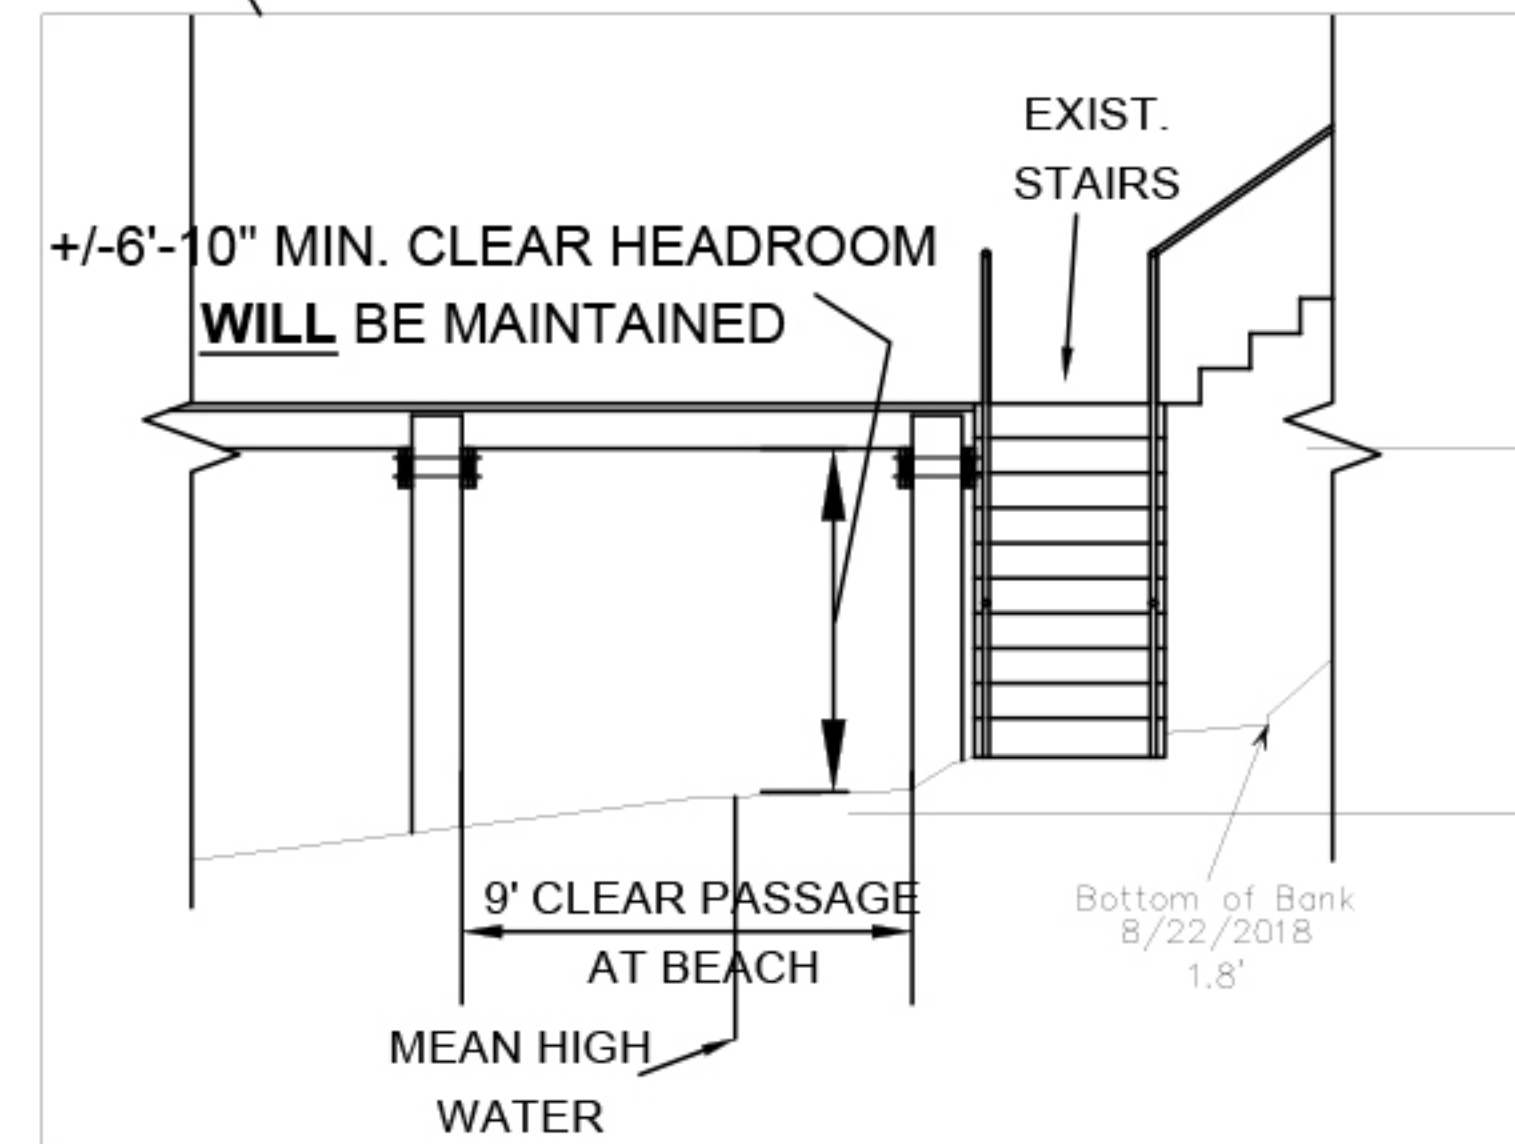 EXIST.
STAIRS
+/-6'-10" MIN. CLEAR HEADROOM
WILL BE MAINTAINED
9' CLEAR PASSAGE
AT BEACH
Bottom of Bank
8/22/2018
1.8'
MEAN HIGH
WATER